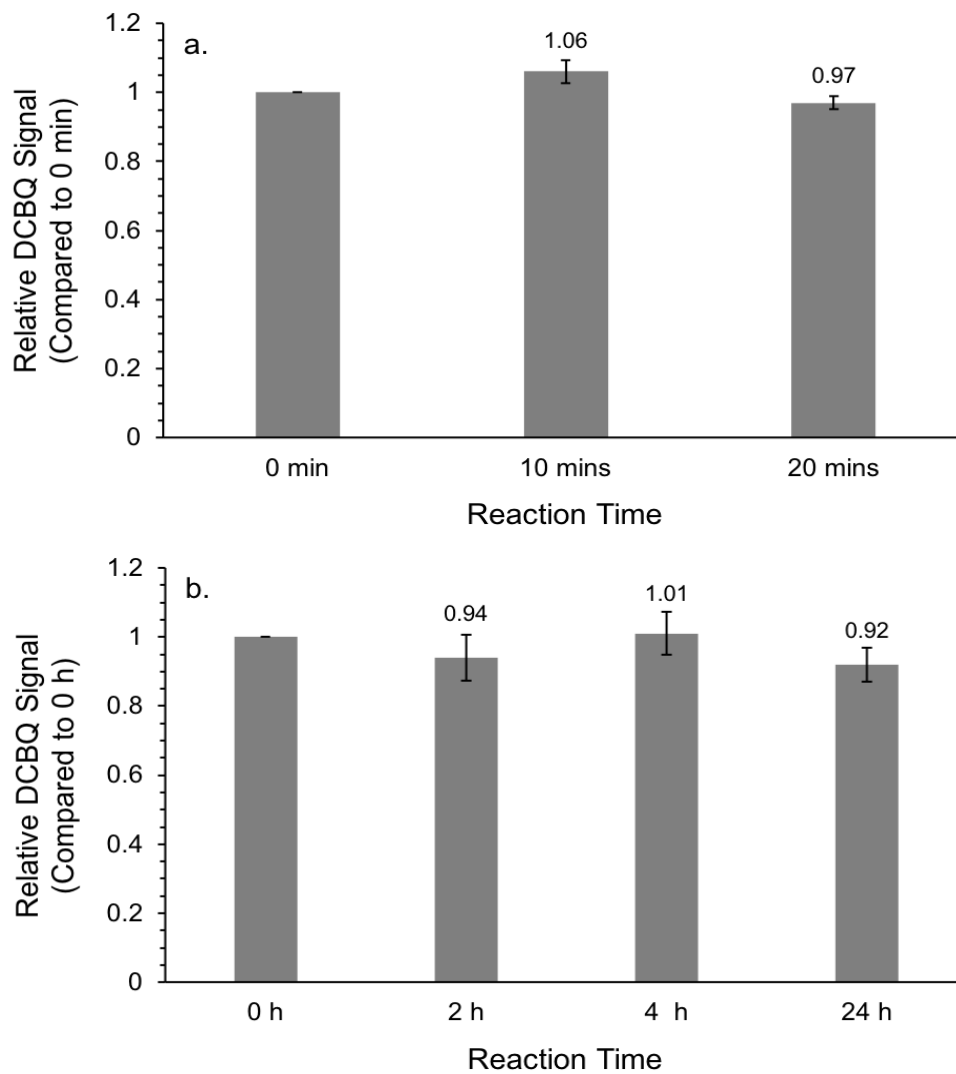 a.
Relative DCBQ Signal
(Compared to 0 min)
1.2
1
0.8
0.6
0.4
0.2
0
1.06
0.97
0 min 10 mins 20 mins
Reaction Time
b.
Relative DCBQ Signal
(Compared to 0 h)
1.2
1
0.8
0.6
0.4
0.2
0
0.94
1.01
0.92
0 h 2 h 4 h 24 h
Reaction Time